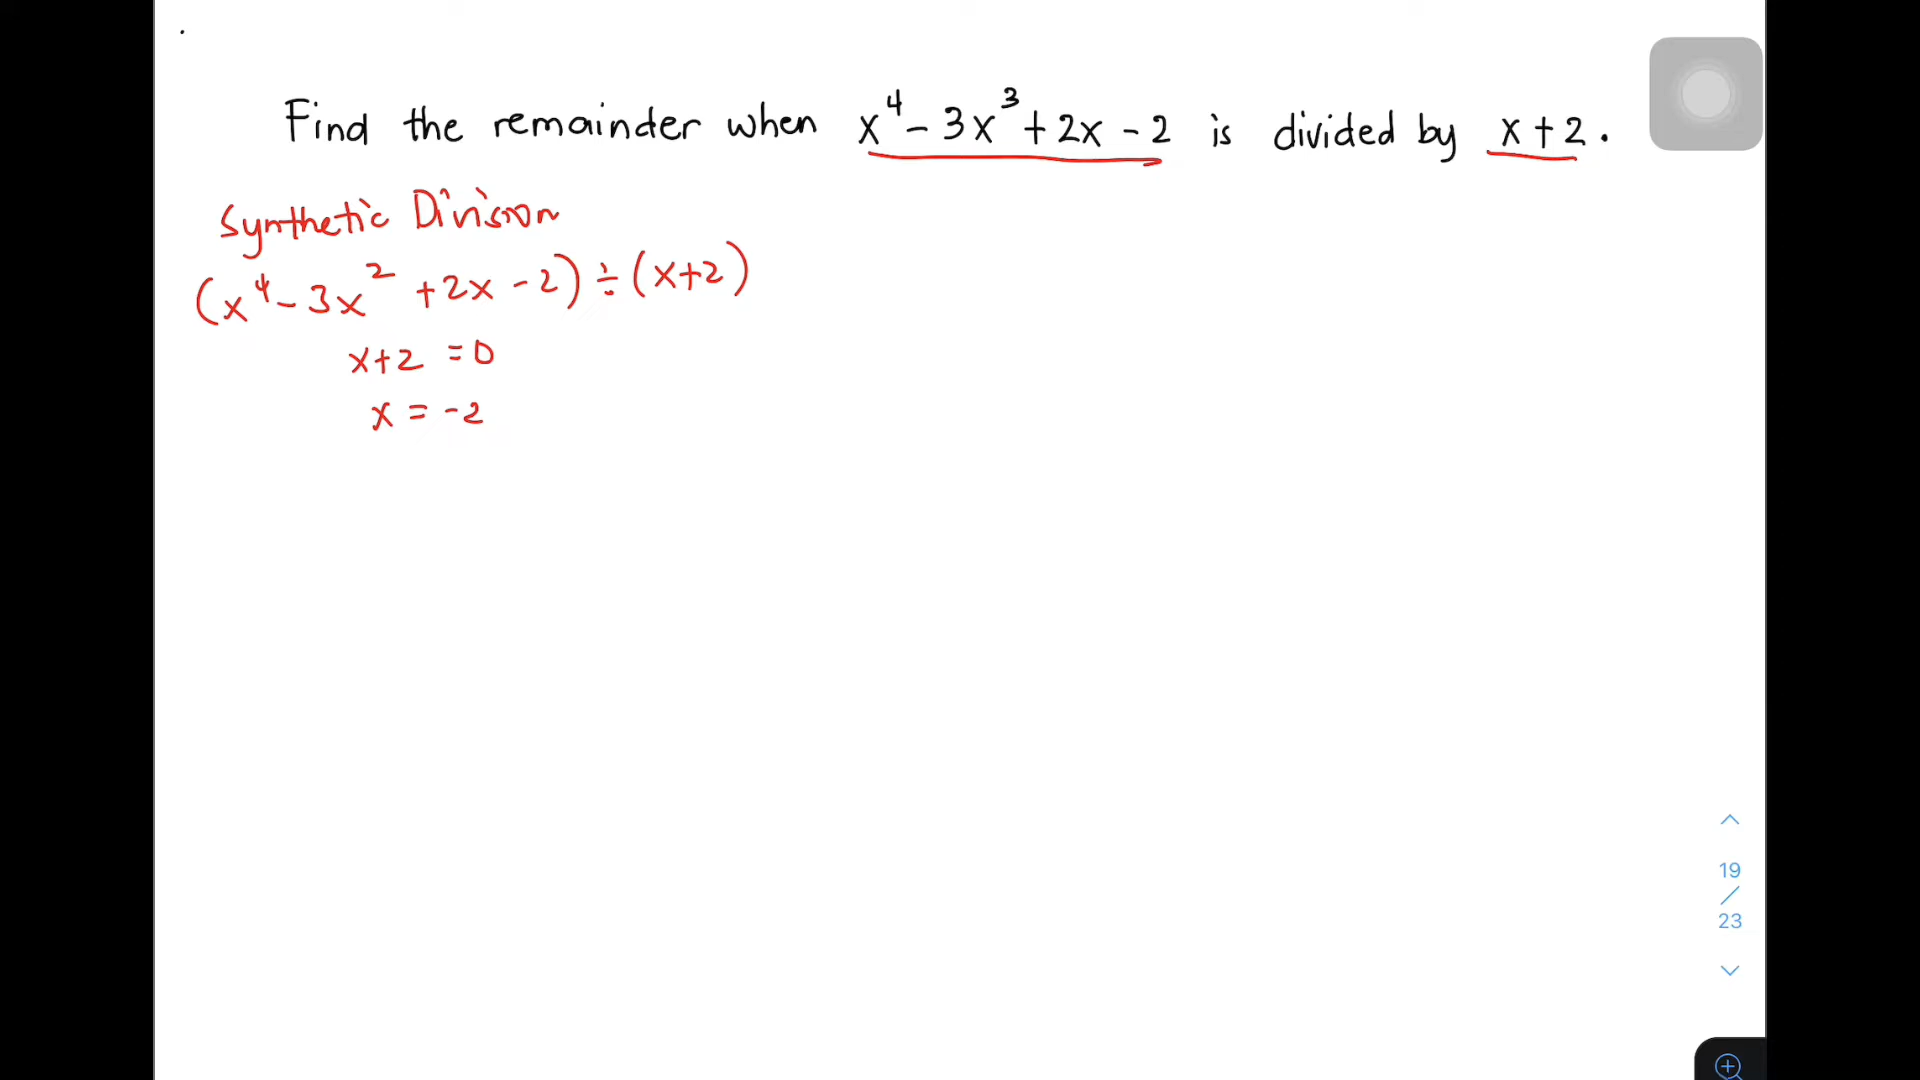 Find the remainder when x⁴ - 3x³ + 2x - 2 is divided by x + 2.
Synthetic Division
(x⁴ - 3x² + 2x - 2) ÷ (x+2)
x+2 = 0
x = -2
19
/
23